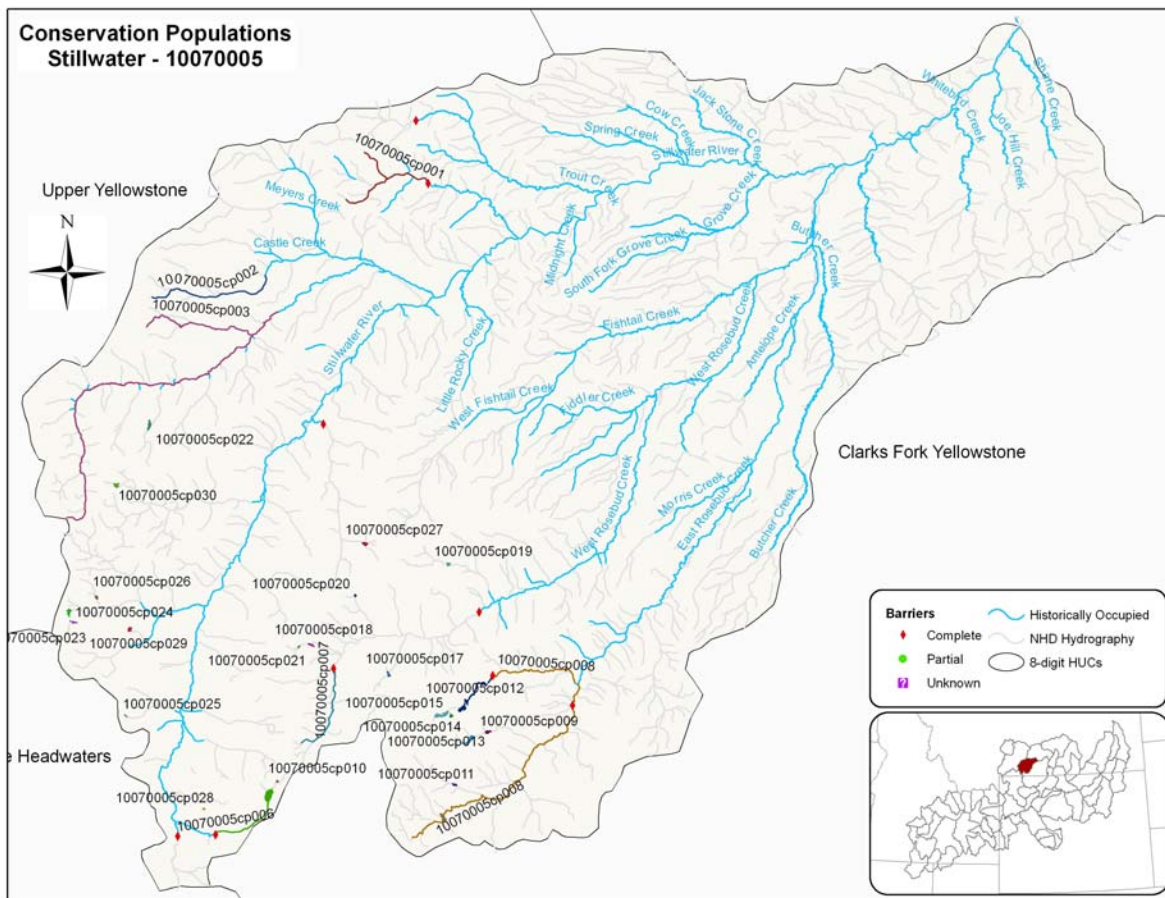 Conservation Populations
Stillwater - 10070005
Upper Yellowstone
N
10070005cp001
Meyers Creek
Castle Creek
10070005cp002
10070005cp003
Stillwater River
Trout Creek
Midnight Creek
Spring Creek
Cow Creek
Jack Stone Creek
Stillwater River
Grove Creek
South Fork Grove Creek
Whitebird Creek
Joe Hill Creek
Shane Creek
Butcher Creek
Little Rocky Creek
Fishtail Creek
West Fishtail Creek
Fiddler Creek
West Rosebud Creek
Antelope Creek
West Rosebud Creek
Morris Creek
East Rosebud Creek
Butcher Creek
Clarks Fork Yellowstone
10070005cp022
10070005cp030
10070005cp027
10070005cp019
10070005cp026
10070005cp020
10070005cp024
0070005cp023
10070005cp029
10070005cp018
10070005cp021
10070005cp007
10070005cp017
10070005cp008
10070005cp012
10070005cp015
10070005cp014
10070005cp009
10070005cp013
10070005cp025
10070005cp010
10070005cp011
10070005cp028
10070005cp006
10070005cp008
e Headwaters
Barriers
Complete
Partial
Unknown
?
Historically Occupied
NHD Hydrography
8-digit HUCs